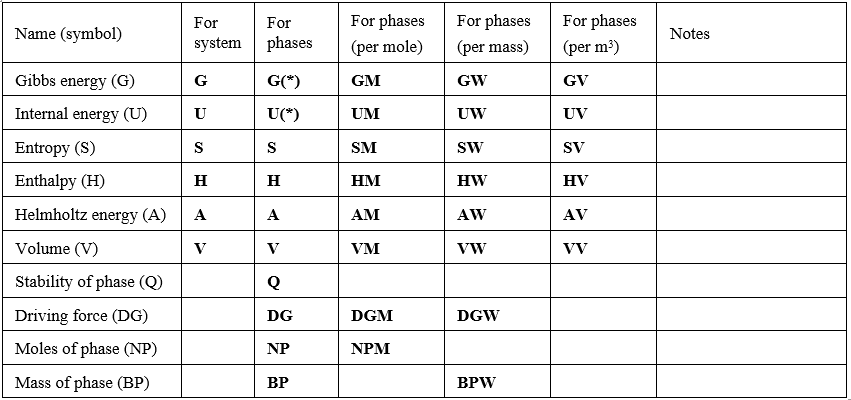 Name (symbol) For system For phases For phases (per mole) For phases (per mass) For phases (per m³) Notes
Gibbs energy (G) G G(*) GM GW GV
Internal energy (U) U U(*) UM UW UV
Entropy (S) S S SM SW SV
Enthalpy (H) H H HM HW HV
Helmholtz energy (A) A A AM AW AV
Volume (V) V V VM VW VV
Stability of phase (Q) Q
Driving force (DG) DG DGM DGW
Moles of phase (NP) NP NPM
Mass of phase (BP) BP BPW